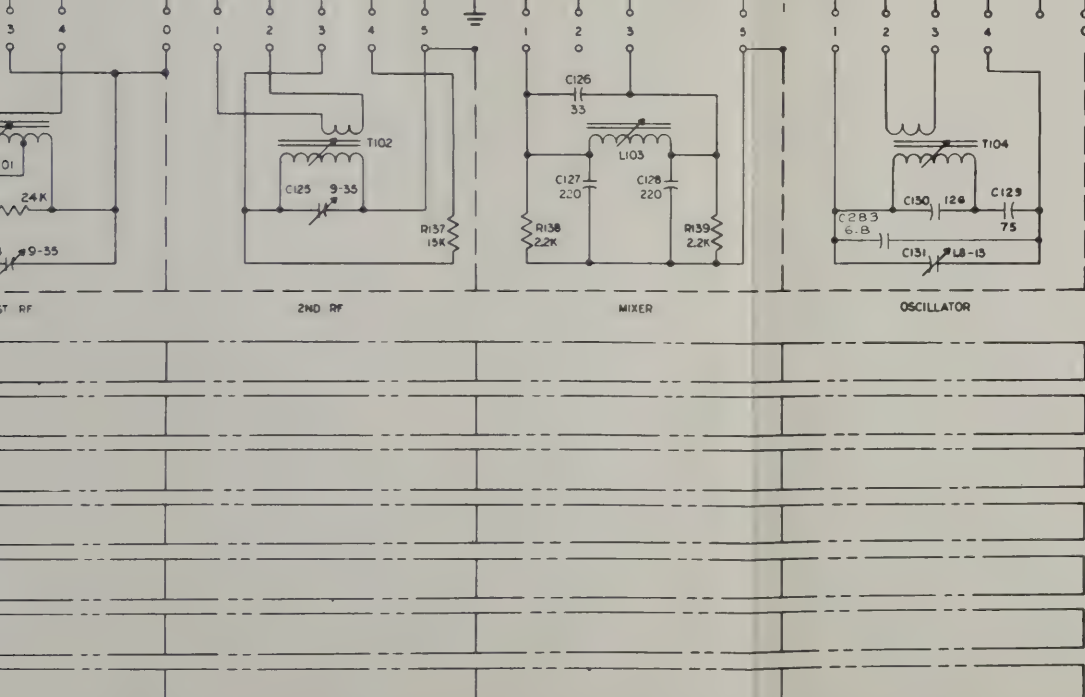 3 4 0 1 2 3 4 5 1 2 3 5 1 2 3 4
C126
33
T102
L103
T104
01
C125 9-35
C127
220
C128
220
24K
C130 126
C129
75
C283
6.8
R137
15K
R138
2.2K
R139
2.2K
9-35
C131 1.8-13
ST RF
2ND RF
MIXER
OSCILLATOR